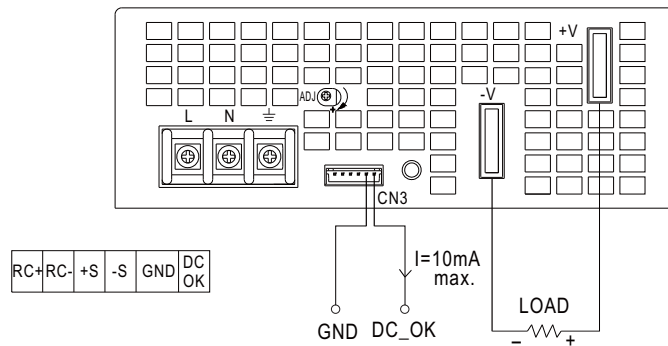 +V
ADJ
+
-V
L N ⏚
CN3
RC+ RC- +S -S GND DC OK
I=10mA
max.
GND DC_OK
LOAD
– +